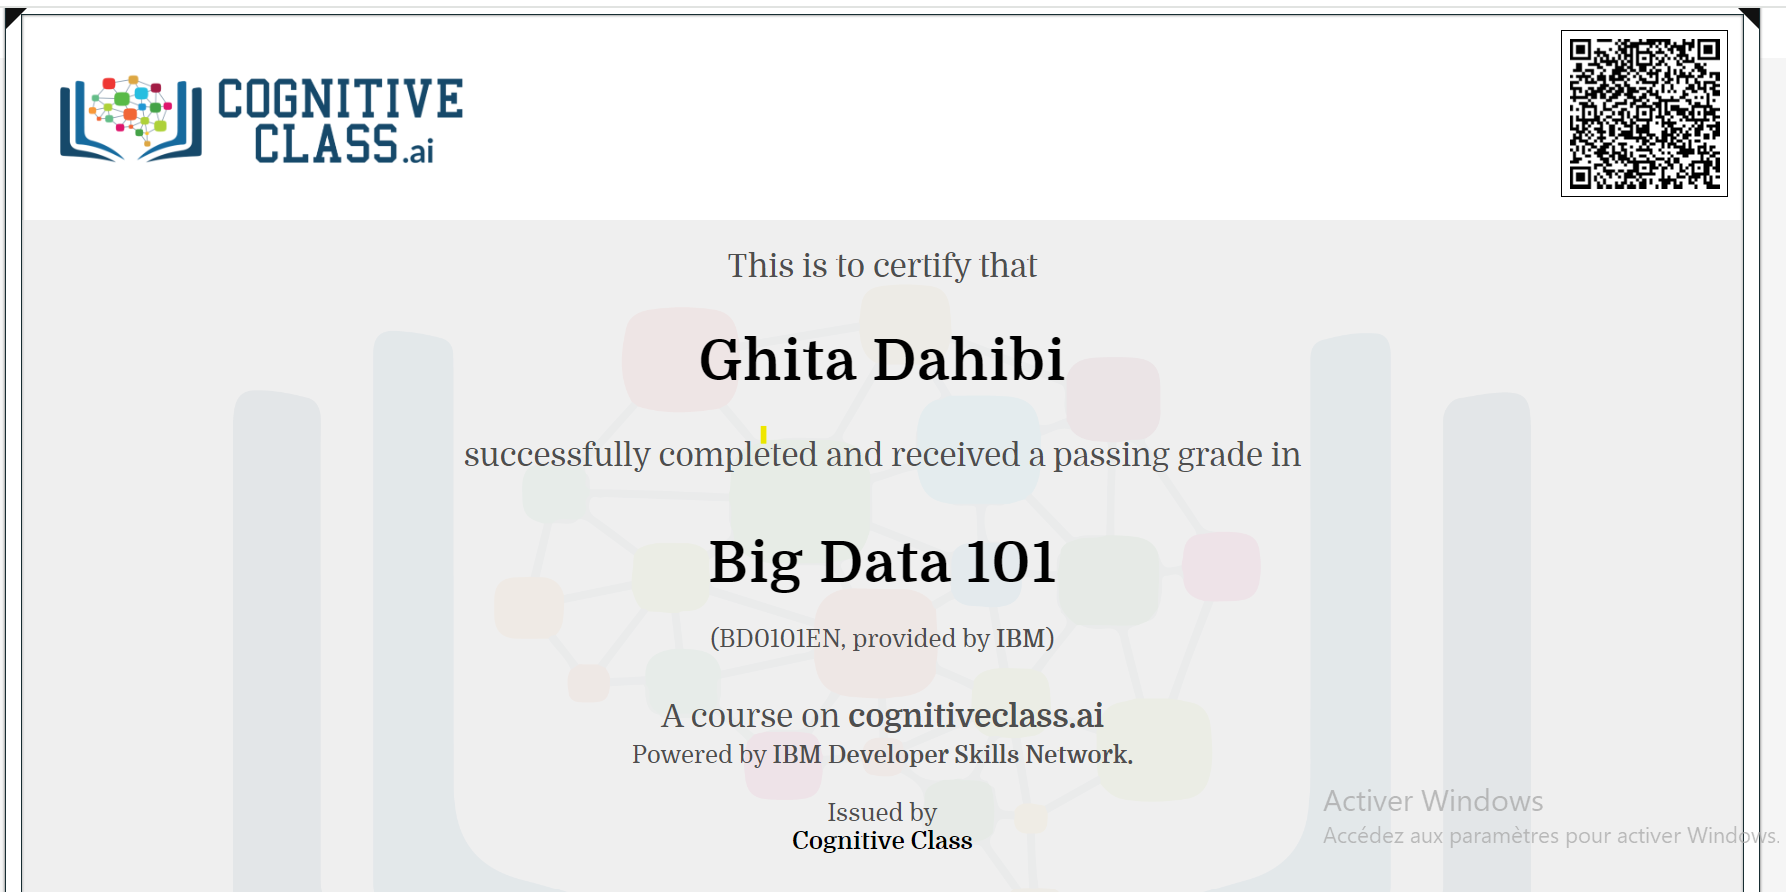 COGNITIVE
CLASS.ai
This is to certify that
Ghita Dahibi
successfully completed and received a passing grade in
Big Data 101
(BD0101EN, provided by IBM)
A course on cognitiveclass.ai
Powered by IBM Developer Skills Network.
Issued by
Cognitive Class
Activer Windows
Accédez aux paramètres pour activer Windows.